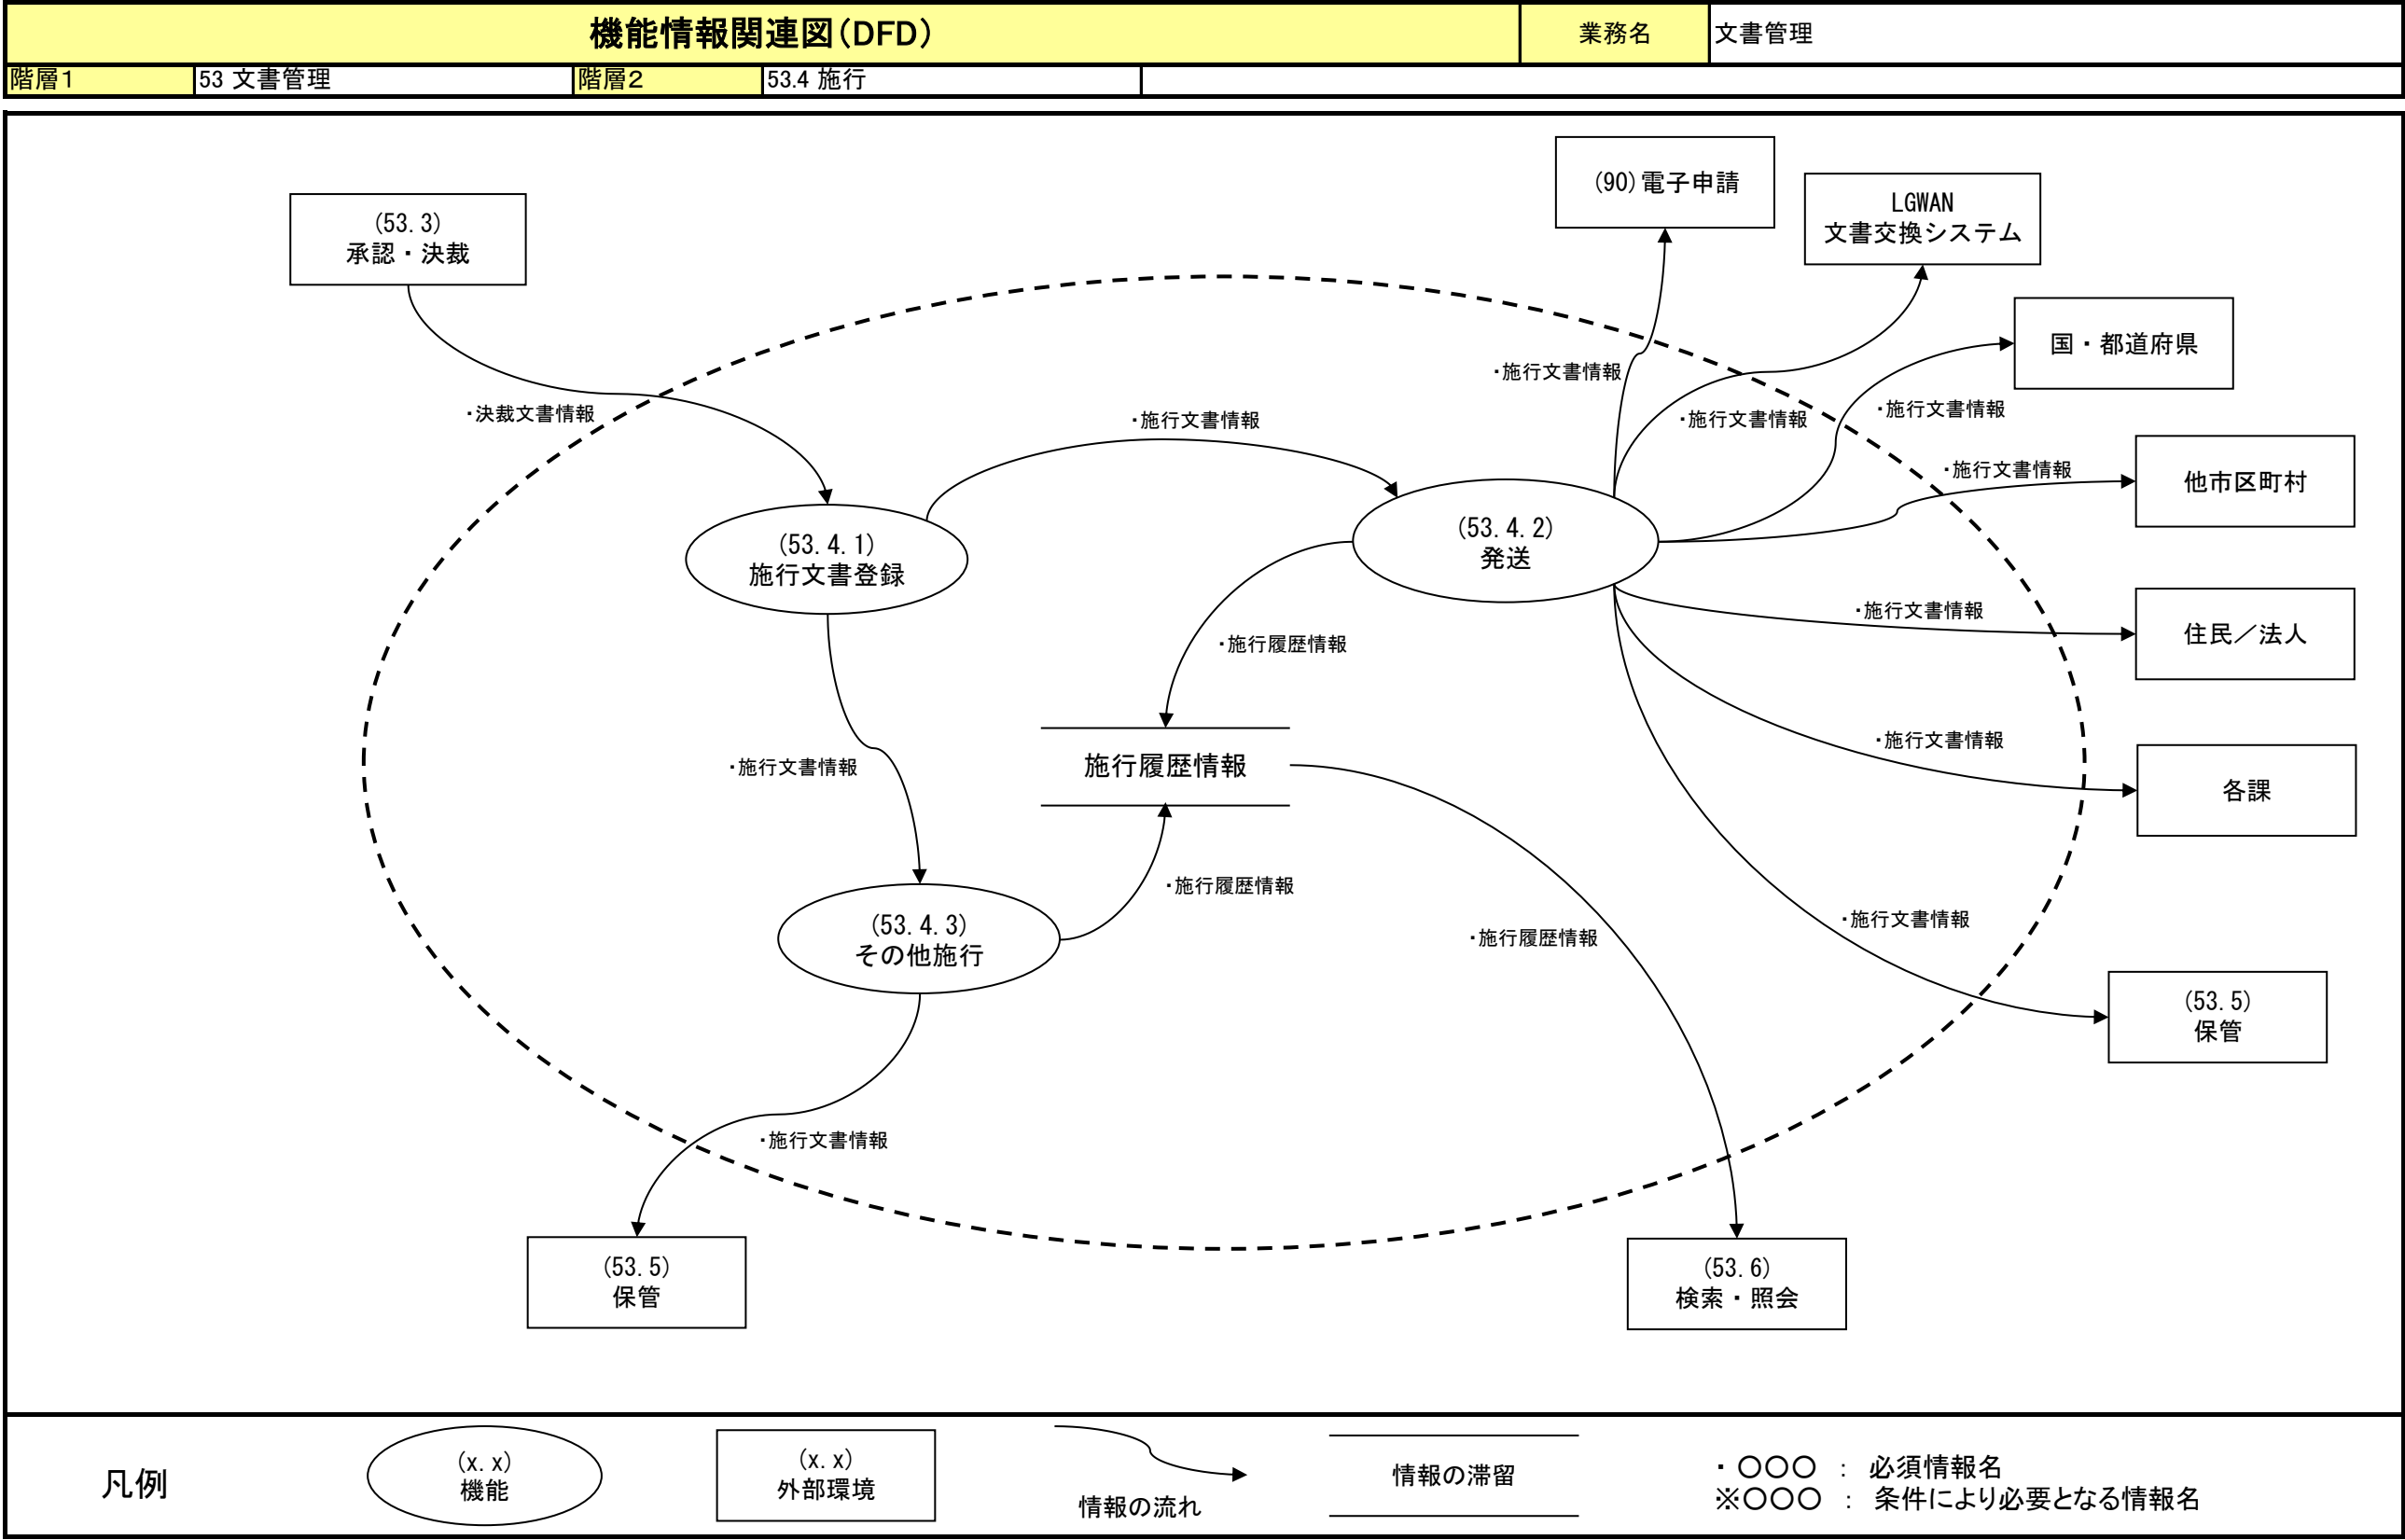 機能情報関連図（DFD）
業務名
文書管理
階層１
53 文書管理
階層２
53.4 施行
(90)電子申請
LGWAN
文書交換システム
(53.3)
承認・決裁
国・都道府県
・施行文書情報
・決裁文書情報
・施行文書情報
・施行文書情報
・施行文書情報
・施行文書情報
他市区町村
(53.4.1)
施行文書登録
(53.4.2)
発送
・施行文書情報
住民／法人
・施行履歴情報
・施行文書情報
・施行文書情報
施行履歴情報
各課
・施行履歴情報
(53.4.3)
その他施行
・施行履歴情報
・施行文書情報
(53.5)
保管
・施行文書情報
(53.5)
保管
(53.6)
検索・照会
凡例
(x.x)
機能
(x.x)
外部環境
情報の流れ
情報の滞留
・ ○○○ ： 必須情報名
※○○○ ： 条件により必要となる情報名